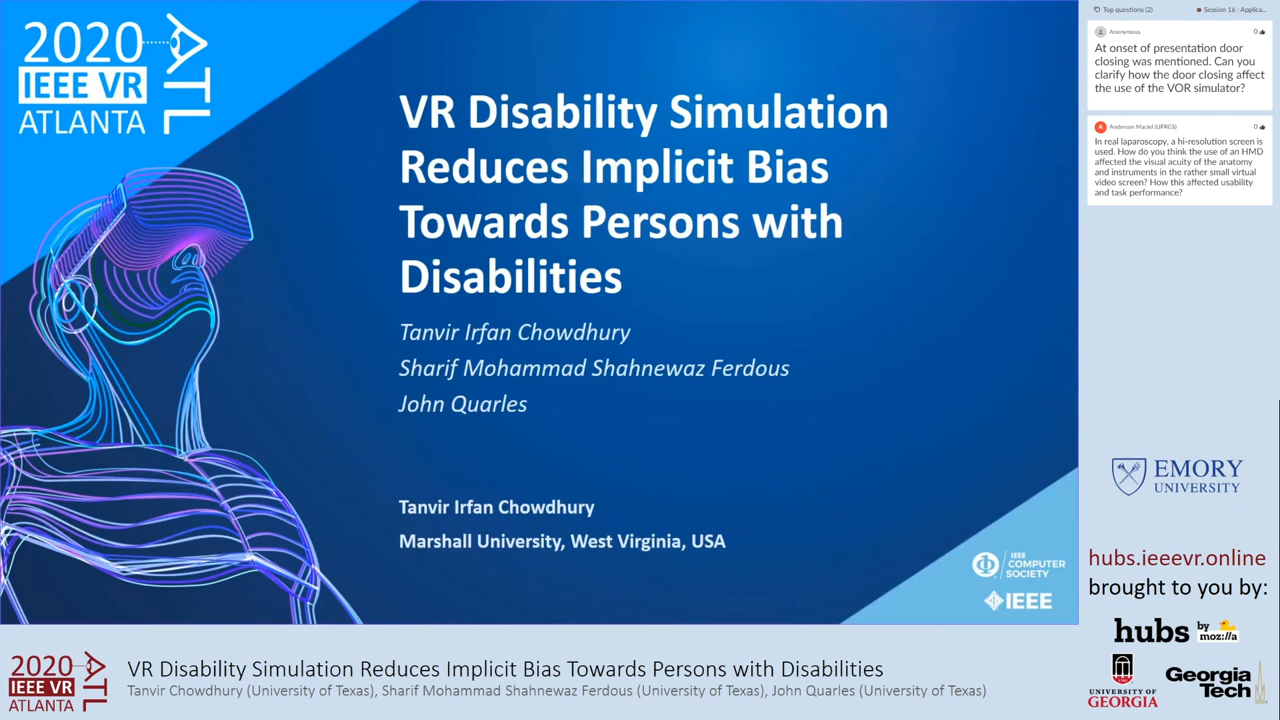 2020
IEEE VR
ATLANTA
ATL
VR Disability Simulation
Reduces Implicit Bias
Towards Persons with
Disabilities
Tanvir Irfan Chowdhury
Sharif Mohammad Shahnewaz Ferdous
John Quarles
Tanvir Irfan Chowdhury
Marshall University, West Virginia, USA
IEEE
COMPUTER
SOCIETY
IEEE
Top questions (2)
Session 16 : Applica...
Anonymous
0
At onset of presentation door
closing was mentioned. Can you
clarify how the door closing affect
the use of the VOR simulator?
A
Anderson Maciel (UFRGS)
0
In real laparoscopy, a hi-resolution screen is
used. How do you think the use of an HMD
affected the visual acuity of the anatomy
and instruments in the rather small virtual
video screen? How this affected usability
and task performance?
EMORY
UNIVERSITY
hubs.ieeevr.online
brought to you by:
hubs by moz://a
UNIVERSITY OF
GEORGIA
Georgia
Tech
2020
IEEE VR
ATLANTA
ATL
VR Disability Simulation Reduces Implicit Bias Towards Persons with Disabilities
Tanvir Chowdhury (University of Texas), Sharif Mohammad Shahnewaz Ferdous (University of Texas), John Quarles (University of Texas)